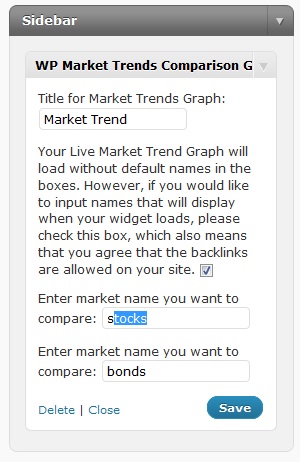 Sidebar
WP Market Trends Comparison G
Title for Market Trends Graph:
Market Trend
Your Live Market Trend Graph will
load without default names in the
boxes. However, if you would like
to input names that will display
when your widget loads, please
check this box, which also means
that you agree that the backlinks
are allowed on your site.
Enter market name you want to
compare: stocks
Enter market name you want to
compare: bonds
Delete | Close Save